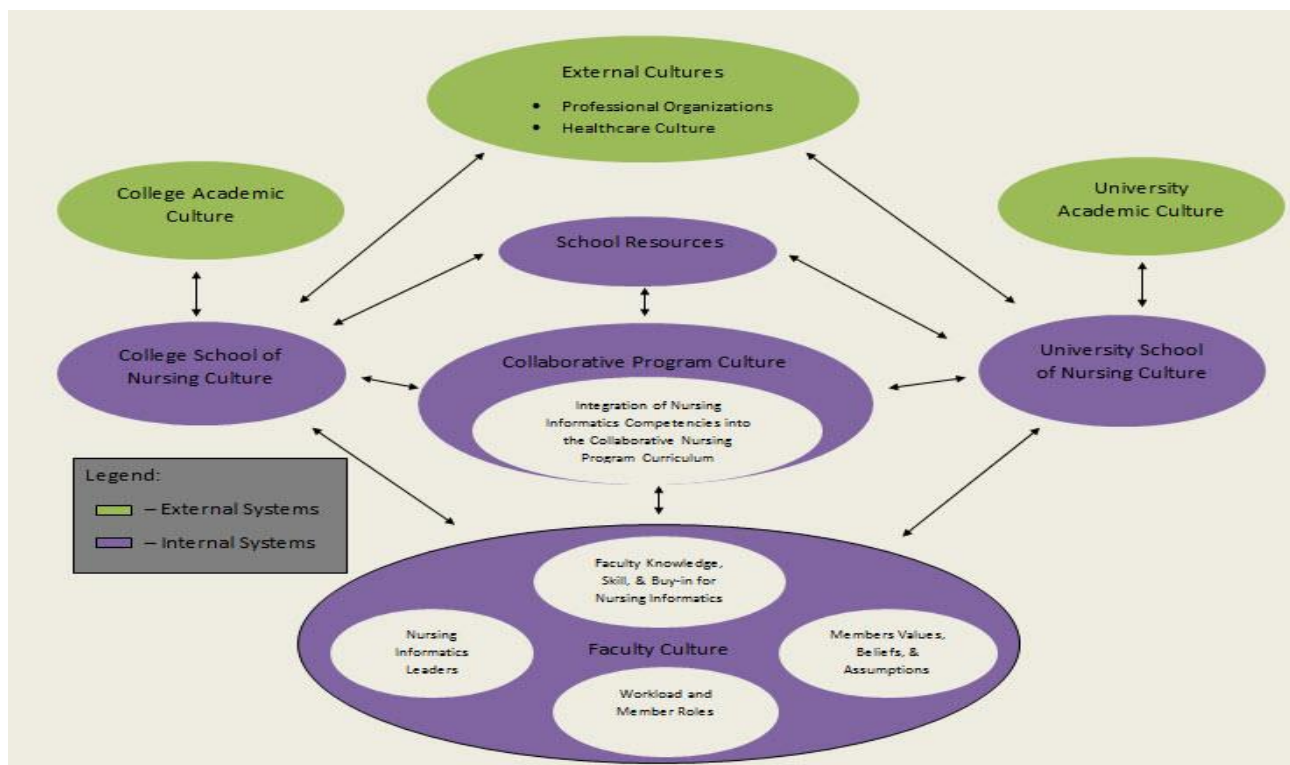 External Cultures
• Professional Organizations
• Healthcare Culture
College Academic
Culture
University
Academic Culture
School Resources
College School of
Nursing Culture
Collaborative Program Culture
University School
of Nursing Culture
Integration of Nursing
Informatics Competencies into
the Collaborative Nursing
Program Curriculum
Legend:
– External Systems
– Internal Systems
Faculty Knowledge,
Skill, & Buy-in for
Nursing Informatics
Nursing
Informatics
Leaders
Faculty Culture
Members Values,
Beliefs, &
Assumptions
Workload and
Member Roles